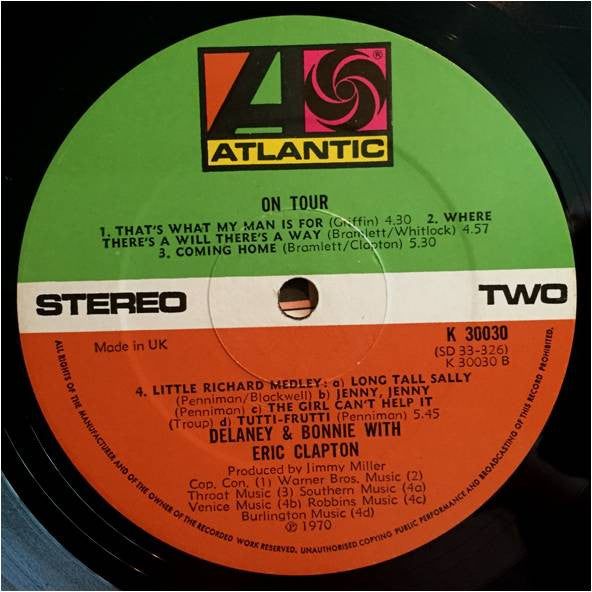 ®
ATLANTIC
ON TOUR
1. THAT'S WHAT MY MAN IS FOR (Griffin) 4.30 2. WHERE
THERE'S A WILL THERE'S A WAY (Bramlett/Whitlock) 4.57
3. COMING HOME (Bramlett/Clapton) 5.30
STEREO TWO
Made in UK
K 30030
(SD 33-326)
K 30030 B
4. LITTLE RICHARD MEDLEY: a) LONG TALL SALLY
(Penniman/Blackwell) b) JENNY, JENNY
(Penniman) c) THE GIRL CAN'T HELP IT
(Troup) d) TUTTI-FRUTTI (Penniman) 5.45
DELANEY & BONNIE WITH
ERIC CLAPTON
Produced by Jimmy Miller
Cop. Con. (1) Warner Bros. Music (2)
Throat Music (3) Southern Music (4a)
Venice Music (4b) Robbins Music (4c)
Burlington Music (4d)
℗ 1970
ALL RIGHTS OF THE MANUFACTURER AND OF THE OWNER OF THE RECORDED WORK RESERVED. UNAUTHORISED COPYING PUBLIC PERFORMANCE AND BROADCASTING OF THIS RECORD PROHIBITED.